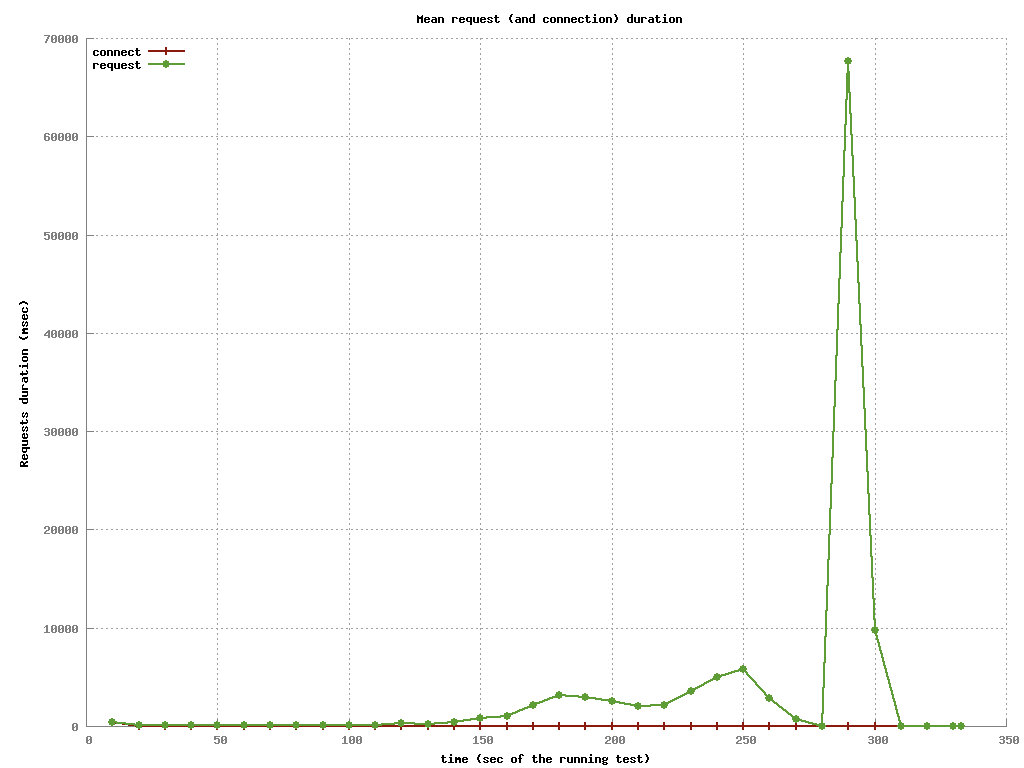 Mean request (and connection) duration
70000
connect
request
60000
50000
40000
30000
20000
10000
0
Requests duration (msec)
0 50 100 150 200 250 300 350
time (sec of the running test)